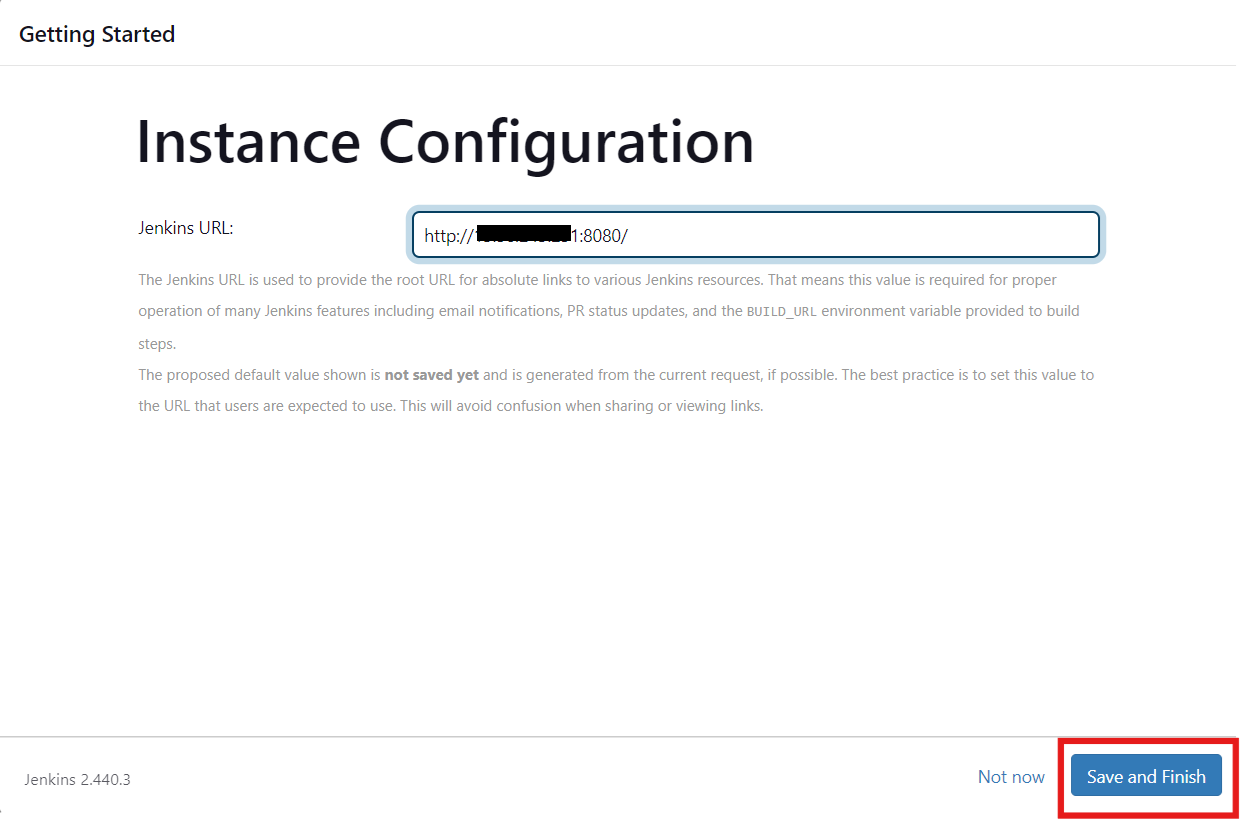 Getting Started
Instance Configuration
Jenkins URL:
http:// 1:8080/
The Jenkins URL is used to provide the root URL for absolute links to various Jenkins resources. That means this value is required for proper
operation of many Jenkins features including email notifications, PR status updates, and the BUILD_URL environment variable provided to build
steps.
The proposed default value shown is not saved yet and is generated from the current request, if possible. The best practice is to set this value to
the URL that users are expected to use. This will avoid confusion when sharing or viewing links.
Jenkins 2.440.3
Not now
Save and Finish